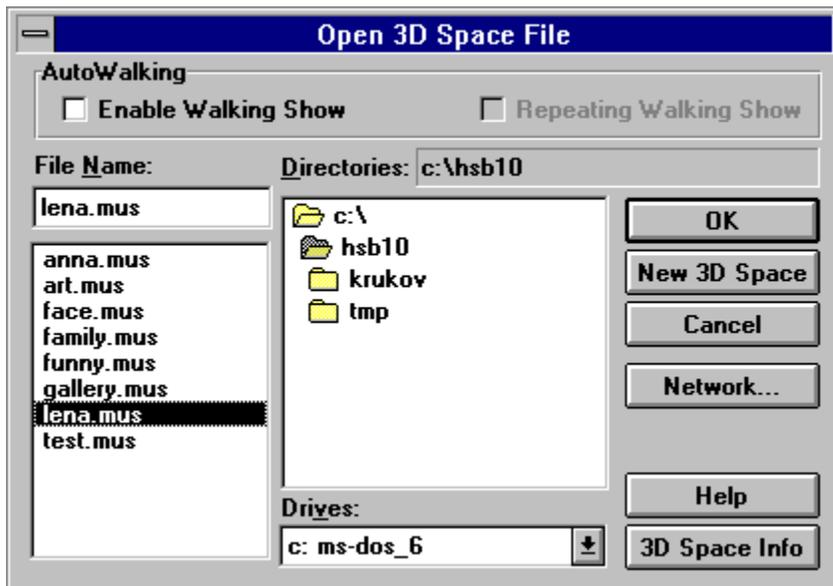 Open 3D Space File
AutoWalking
Enable Walking Show
Repeating Walking Show
File Name:
lena.mus
anna.mus
art.mus
face.mus
family.mus
funny.mus
gallery.mus
lena.mus
test.mus
Directories: c:\hsb10
c:\
hsb10
krukov
tmp
Drives:
c: ms-dos_6
OK
New 3D Space
Cancel
Network...
Help
3D Space Info